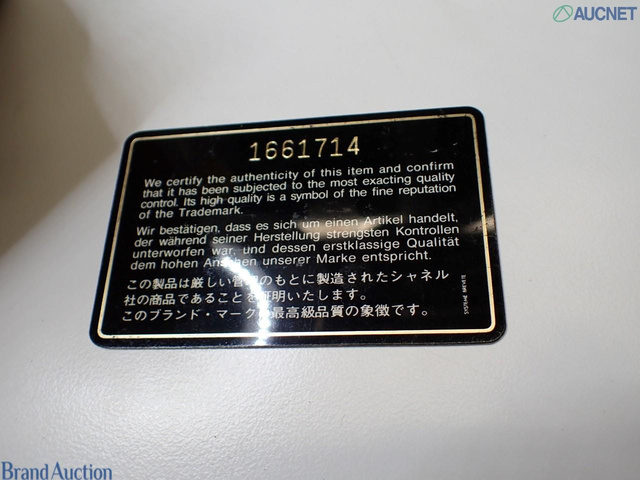 AUCNET
1661714
We certify the authenticity of this item and confirm
that it has been subjected to the most exacting quality
control. Its high quality is a symbol of the fine reputation
of the Trademark.
Wir bestätigen, dass es sich um einen Artikel handelt,
der während seiner Herstellung strengsten Kontrollen
unterworfen war, und dessen erstklassige Qualität
dem hohen Ansehen unserer Marke entspricht.
この製品は厳しい管理のもとに製造されたシャネル
社の商品であることを証明いたします。
このブランド・マークは最高級品質の象徴です。
Brand Auction